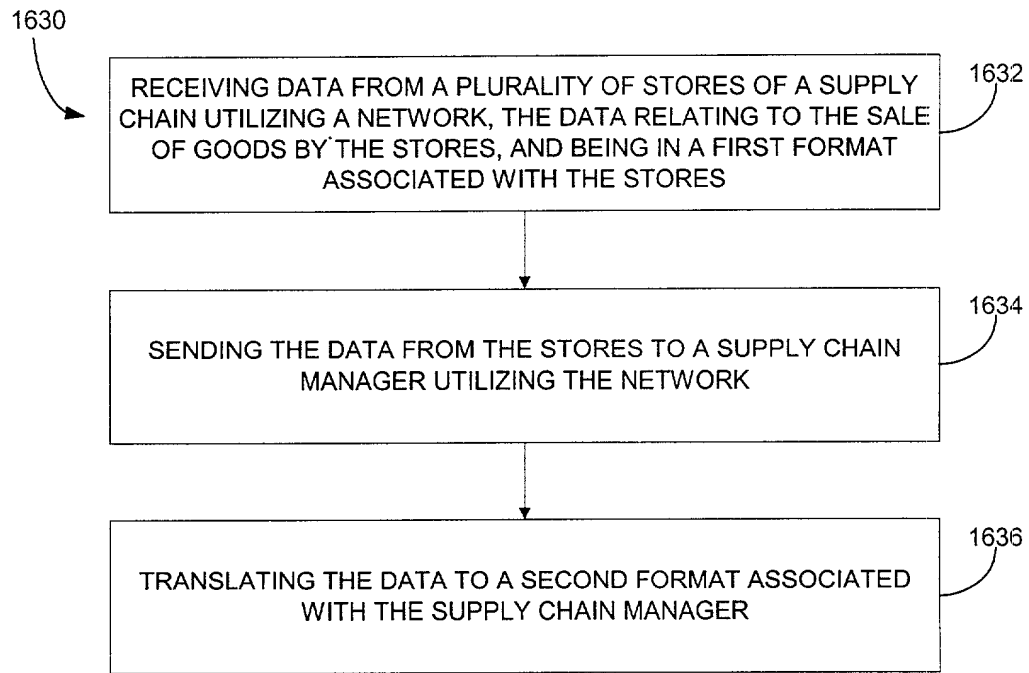 1630
RECEIVING DATA FROM A PLURALITY OF STORES OF A SUPPLY
CHAIN UTILIZING A NETWORK, THE DATA RELATING TO THE SALE
OF GOODS BY THE STORES, AND BEING IN A FIRST FORMAT
ASSOCIATED WITH THE STORES
1632
SENDING THE DATA FROM THE STORES TO A SUPPLY CHAIN
MANAGER UTILIZING THE NETWORK
1634
TRANSLATING THE DATA TO A SECOND FORMAT ASSOCIATED
WITH THE SUPPLY CHAIN MANAGER
1636